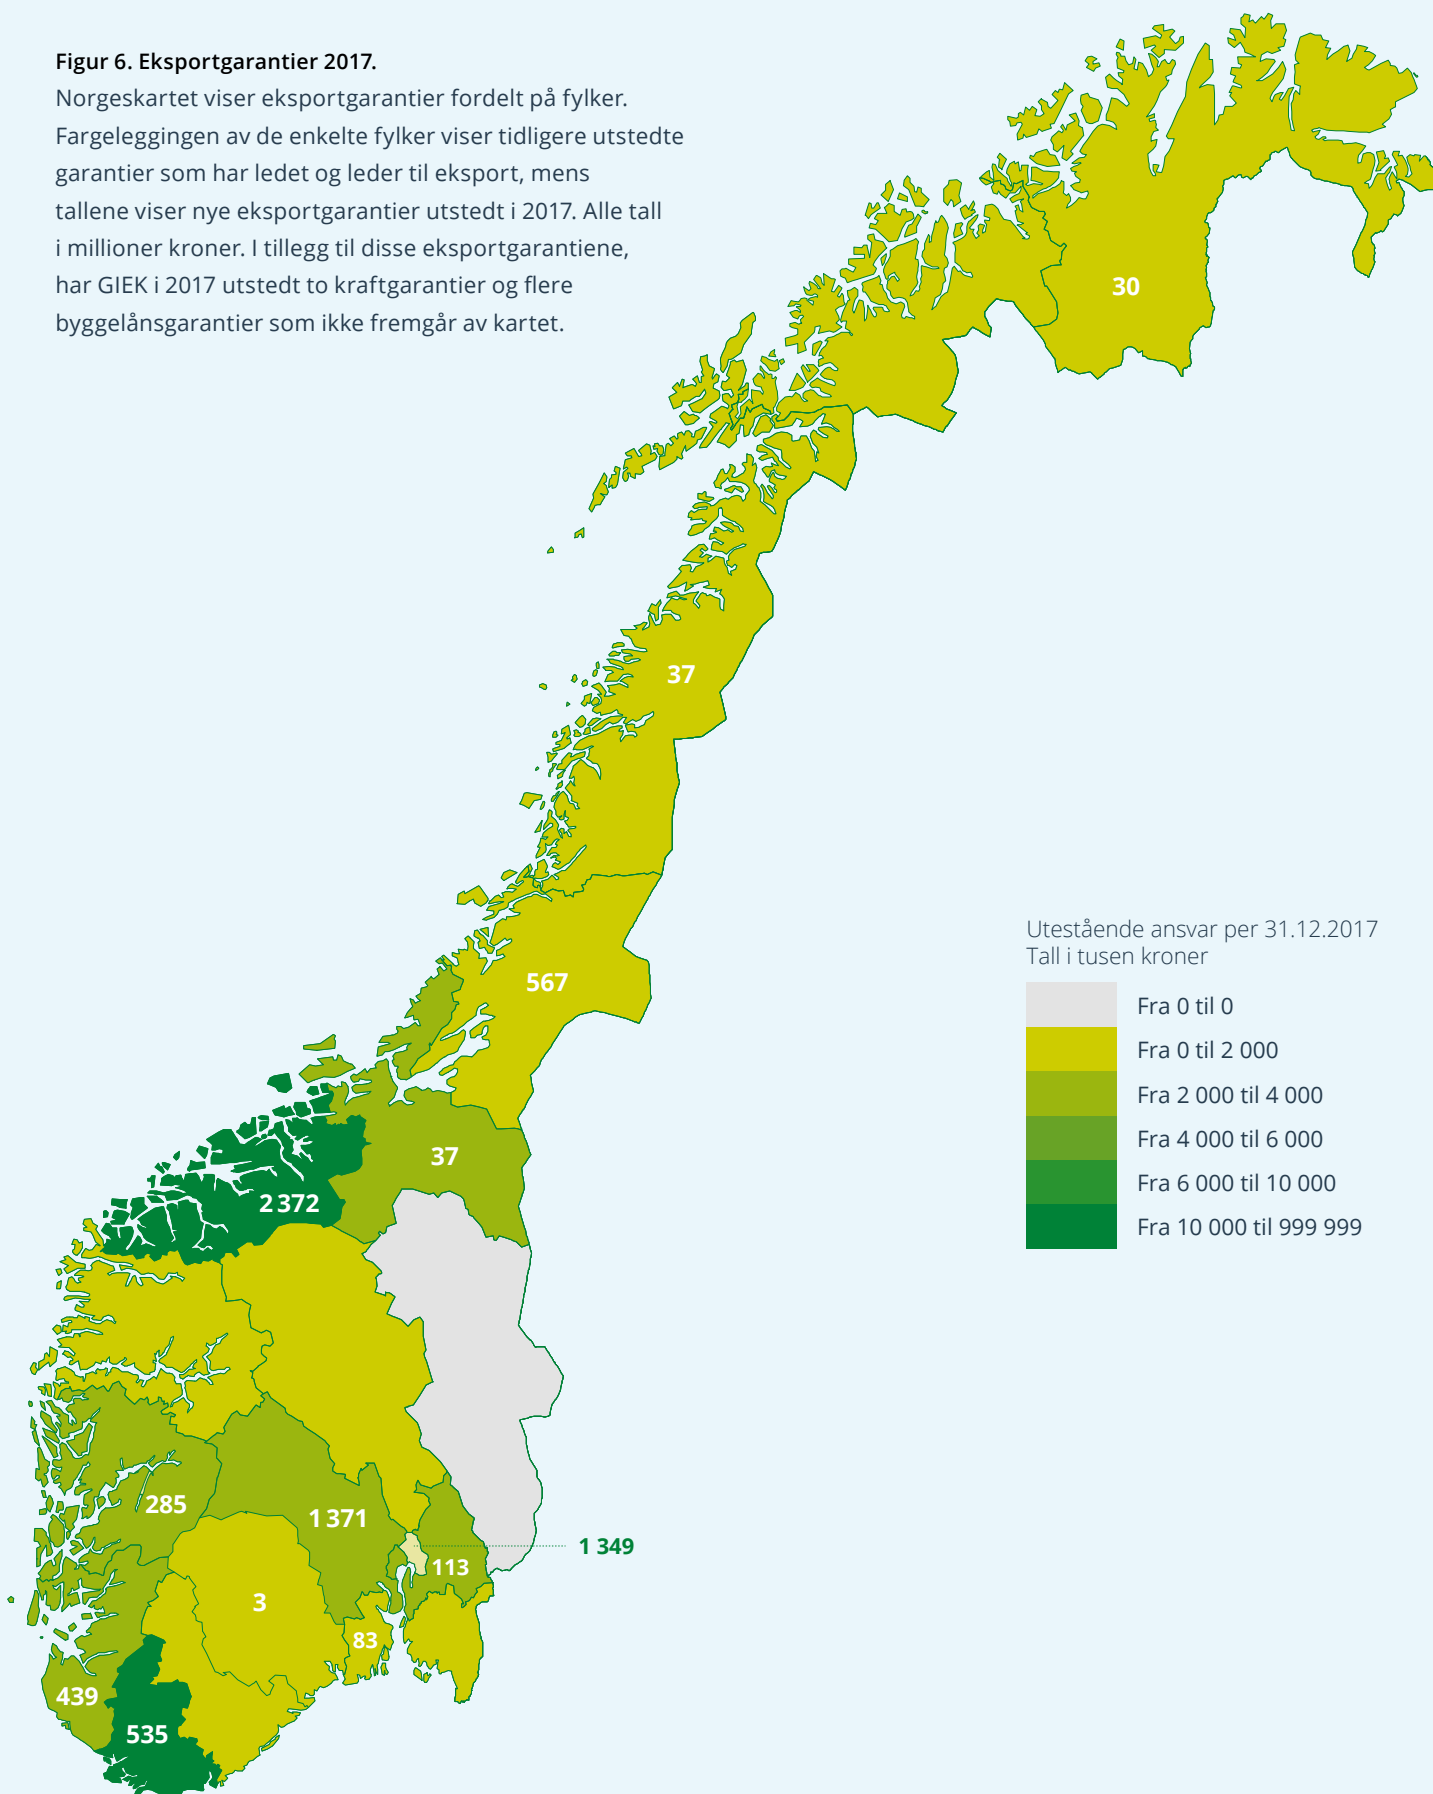 Figur 6. Eksportgarantier 2017.
Norgeskartet viser eksportgarantier fordelt på fylker.
Fargeleggingen av de enkelte fylker viser tidligere utstedte
garantier som har ledet og leder til eksport, mens
tallene viser nye eksportgarantier utstedt i 2017. Alle tall
i millioner kroner. I tillegg til disse eksportgarantiene,
har GIEK i 2017 utstedt to kraftgarantier og flere
byggelånsgarantier som ikke fremgår av kartet.
30
37
567
Utestående ansvar per 31.12.2017
Tall i tusen kroner
Fra 0 til 0
Fra 0 til 2 000
Fra 2 000 til 4 000
Fra 4 000 til 6 000
Fra 6 000 til 10 000
Fra 10 000 til 999 999
37
2 372
285
1 371
1 349
113
3
83
439
535